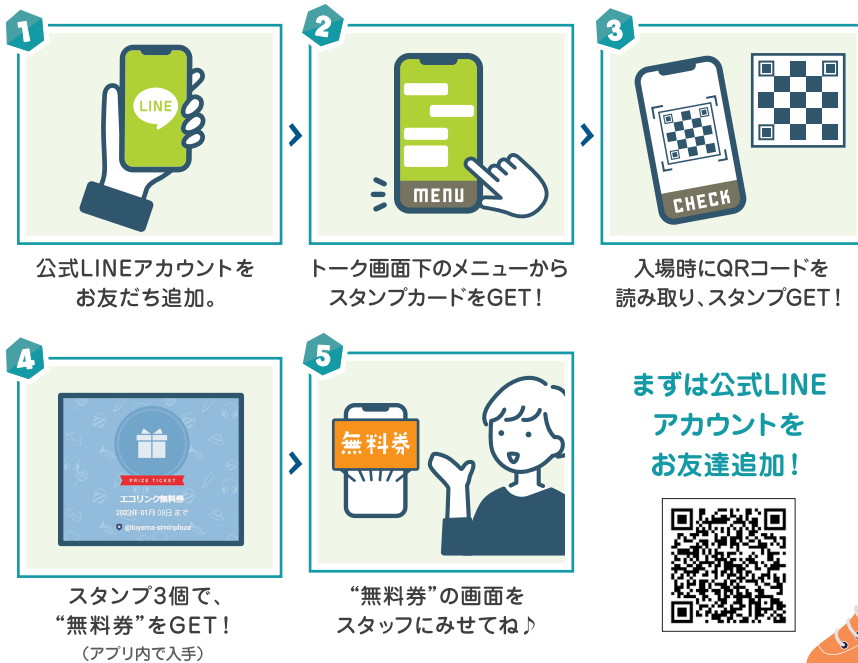 1
LINE
公式LINEアカウントを
お友だち追加。
2
MENU
トーク画面下のメニューから
スタンプカードをGET!
3
CHECK
入場時にQRコードを
読み取り、スタンプGET!
4
PRIZE TICKET
エコリンク無料券
2023年 01月 09日 まで
@toyama-siminplaza
スタンプ3個で、
“無料券”をGET!
(アプリ内で入手)
5
無料券
“無料券”の画面を
スタッフにみせてね♪
まずは公式LINE
アカウントを
お友達追加!